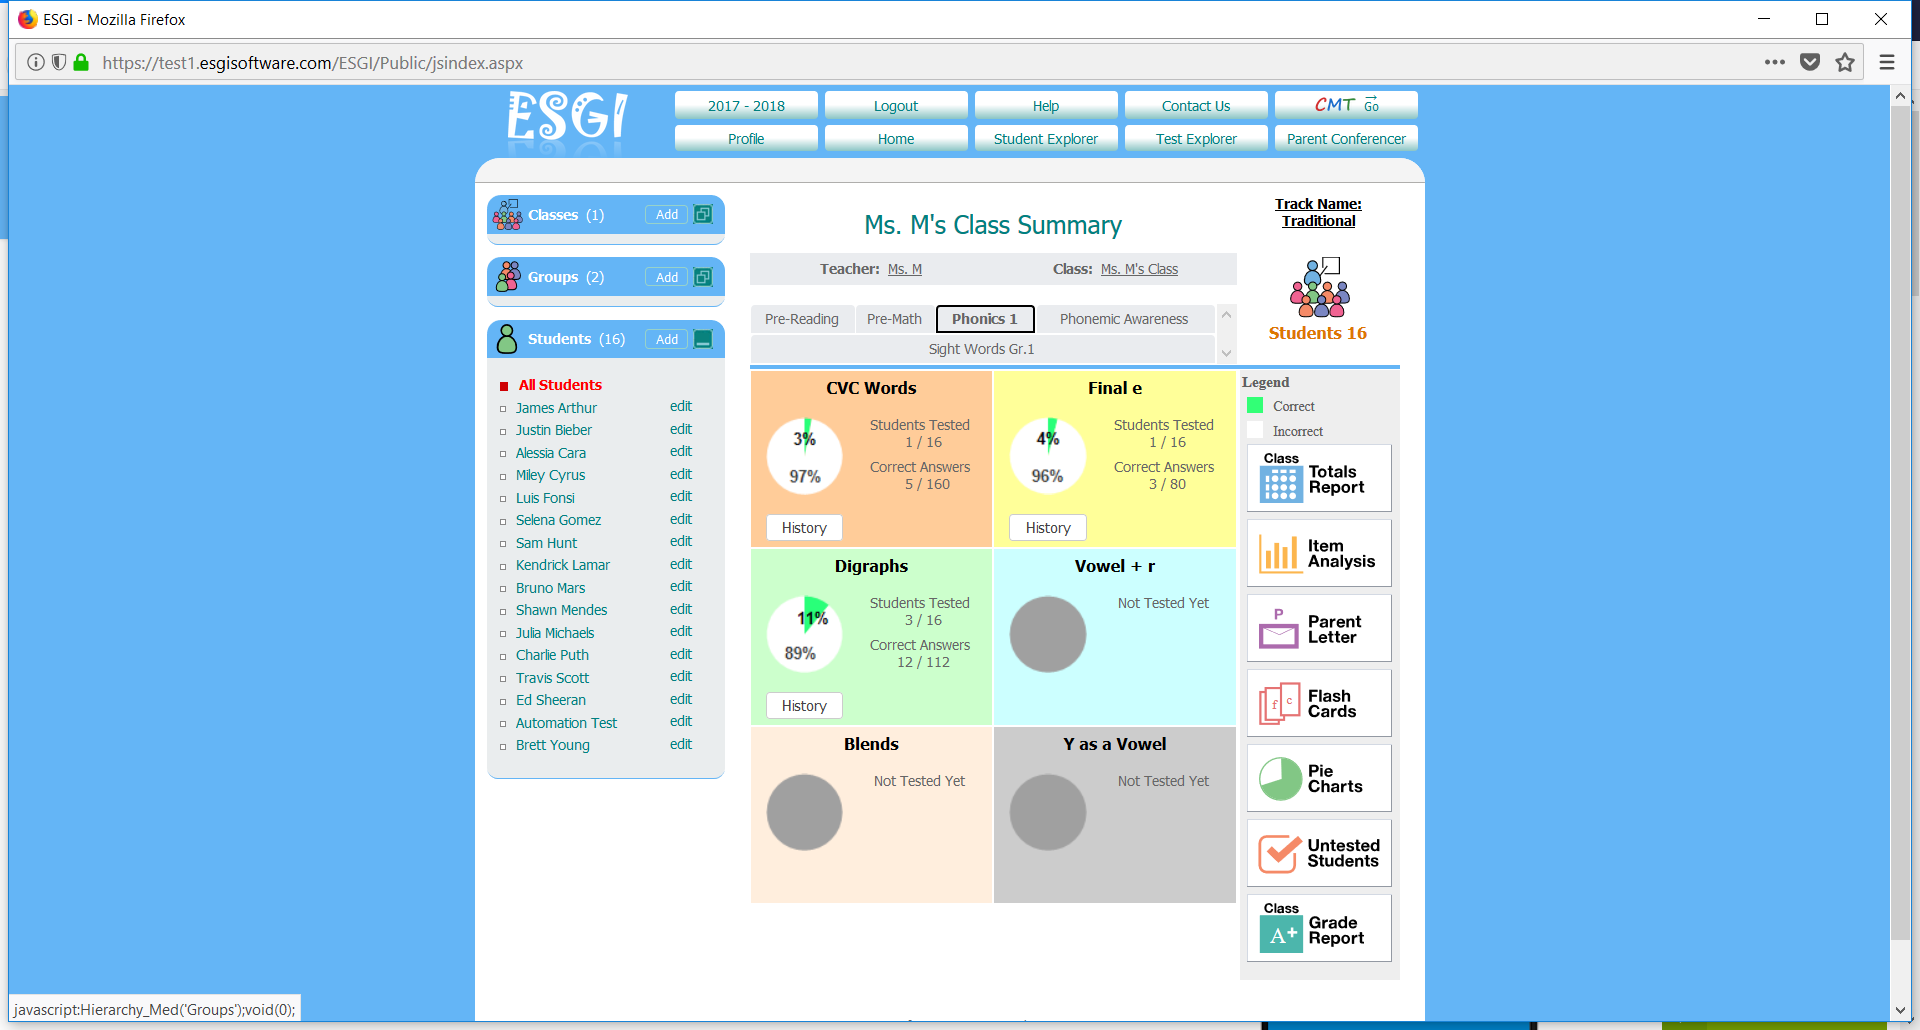 ESGI - Mozilla Firefox
https://test1.esgisoftware.com/ESGI/Public/jsindex.aspx
ESGI
2017 - 2018
Logout
Help
Contact Us
CMT Go
Profile
Home
Student Explorer
Test Explorer
Parent Conferencer
Classes (1)
Add
Groups (2)
Add
Students (16)
Add
All Students
James Arthur edit
Justin Bieber edit
Alessia Cara edit
Miley Cyrus edit
Luis Fonsi edit
Selena Gomez edit
Sam Hunt edit
Kendrick Lamar edit
Bruno Mars edit
Shawn Mendes edit
Julia Michaels edit
Charlie Puth edit
Travis Scott edit
Ed Sheeran edit
Automation Test edit
Brett Young edit
Ms. M's Class Summary
Teacher: Ms. M
Class: Ms. M's Class
Pre-Reading
Pre-Math
Phonics 1
Phonemic Awareness
Sight Words Gr.1
Track Name:
Traditional
Students 16
CVC Words
3%
97%
Students Tested
1 / 16
Correct Answers
5 / 160
History
Final e
4%
96%
Students Tested
1 / 16
Correct Answers
3 / 80
History
Digraphs
11%
89%
Students Tested
3 / 16
Correct Answers
12 / 112
History
Vowel + r
Not Tested Yet
Blends
Not Tested Yet
Y as a Vowel
Not Tested Yet
Legend
Correct
Incorrect
Class
Totals
Report
Item
Analysis
P
Parent
Letter
f c
Flash
Cards
Pie
Charts
Untested
Students
Class
A+
Grade
Report
javascript:Hierarchy_Med('Groups');void(0);